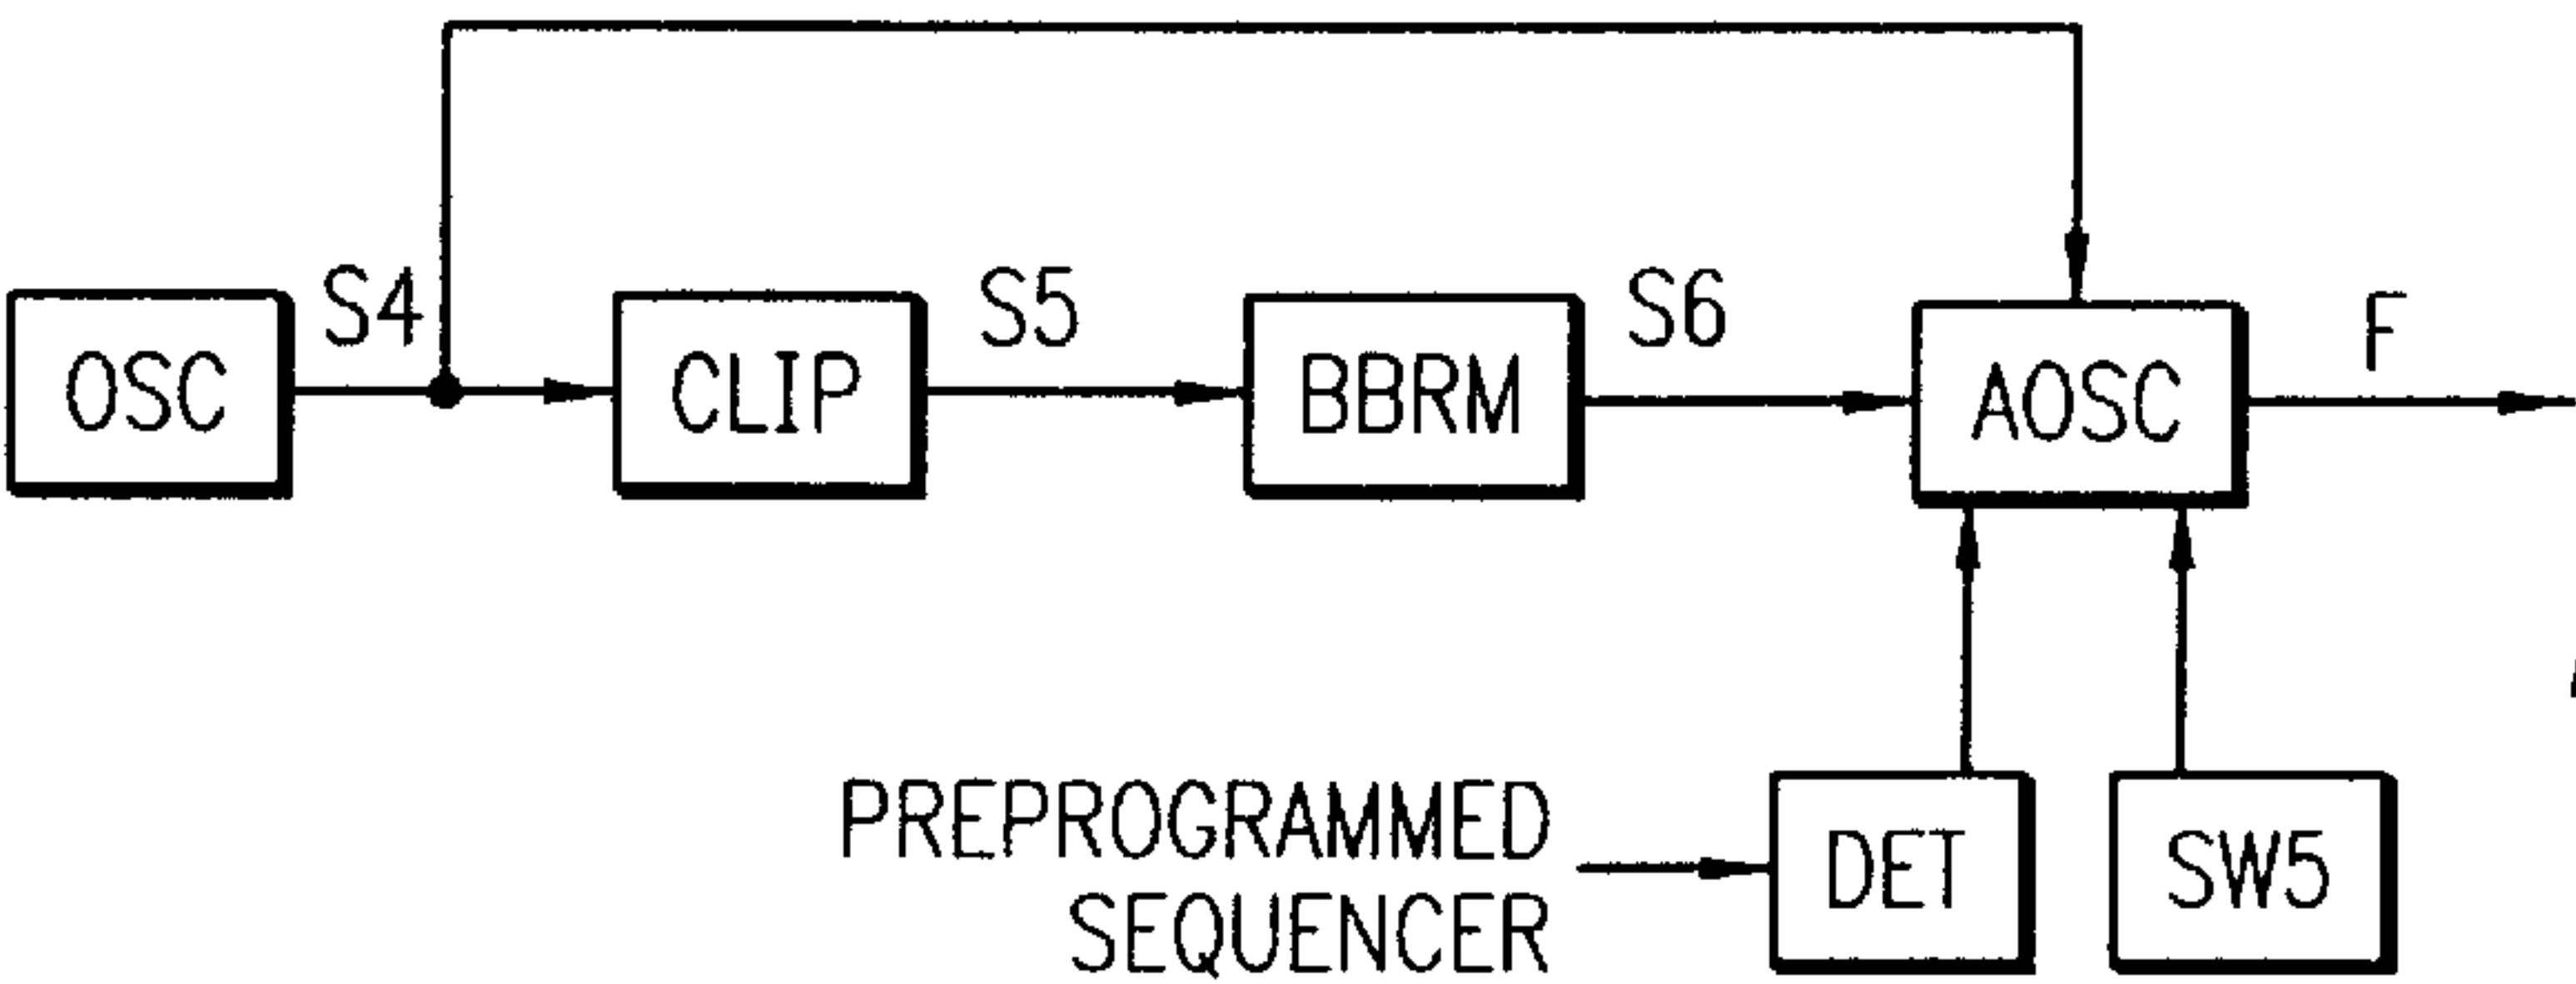 S4
S5
S6
F
OSC
CLIP
BBRM
AOSC
PREPROGRAMMED
SEQUENCER
DET
SW5